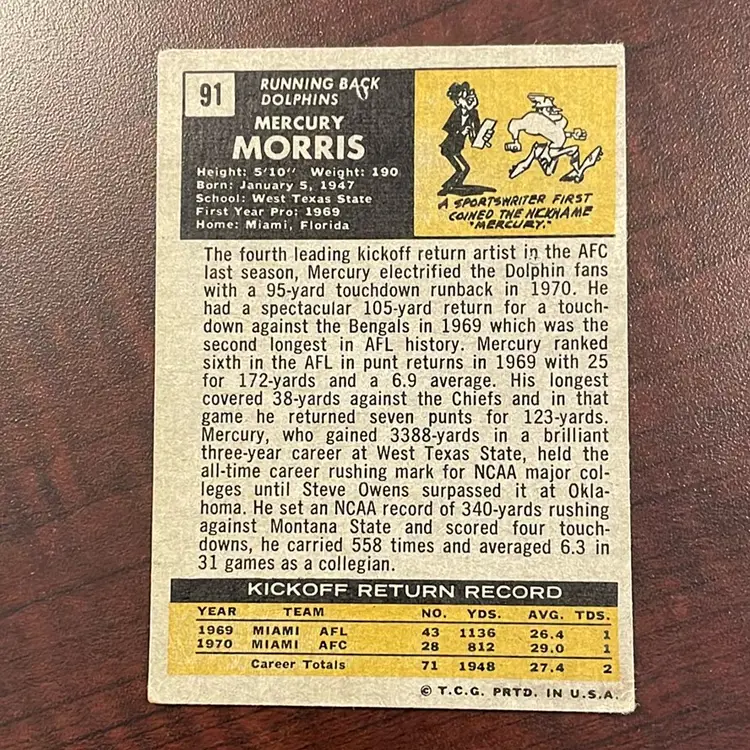 91
RUNNING BACK
DOLPHINS
MERCURY
MORRIS
Height: 5'10" Weight: 190
Born: January 5, 1947
School: West Texas State
First Year Pro: 1969
Home: Miami, Florida
A SPORTSWRITER FIRST
COINED THE NICKNAME
"MERCURY."
The fourth leading kickoff return artist in the AFC
last season, Mercury electrified the Dolphin fans
with a 95-yard touchdown runback in 1970. He
had a spectacular 105-yard return for a touch-
down against the Bengals in 1969 which was the
second longest in AFL history. Mercury ranked
sixth in the AFL in punt returns in 1969 with 25
for 172-yards and a 6.9 average. His longest
covered 38-yards against the Chiefs and in that
game he returned seven punts for 123-yards.
Mercury, who gained 3388-yards in a brilliant
three-year career at West Texas State, held the
all-time career rushing mark for NCAA major col-
leges until Steve Owens surpassed it at Okla-
homa. He set an NCAA record of 340-yards rushing
against Montana State and scored four touch-
downs, he carried 558 times and averaged 6.3 in
31 games as a collegian.
KICKOFF RETURN RECORD
YEAR TEAM NO. YDS. AVG. TDS.
1969 MIAMI AFL 43 1136 26.4 1
1970 MIAMI AFC 28 812 29.0 1
Career Totals 71 1948 27.4 2
© T.C.G. PRTD. IN U.S.A.